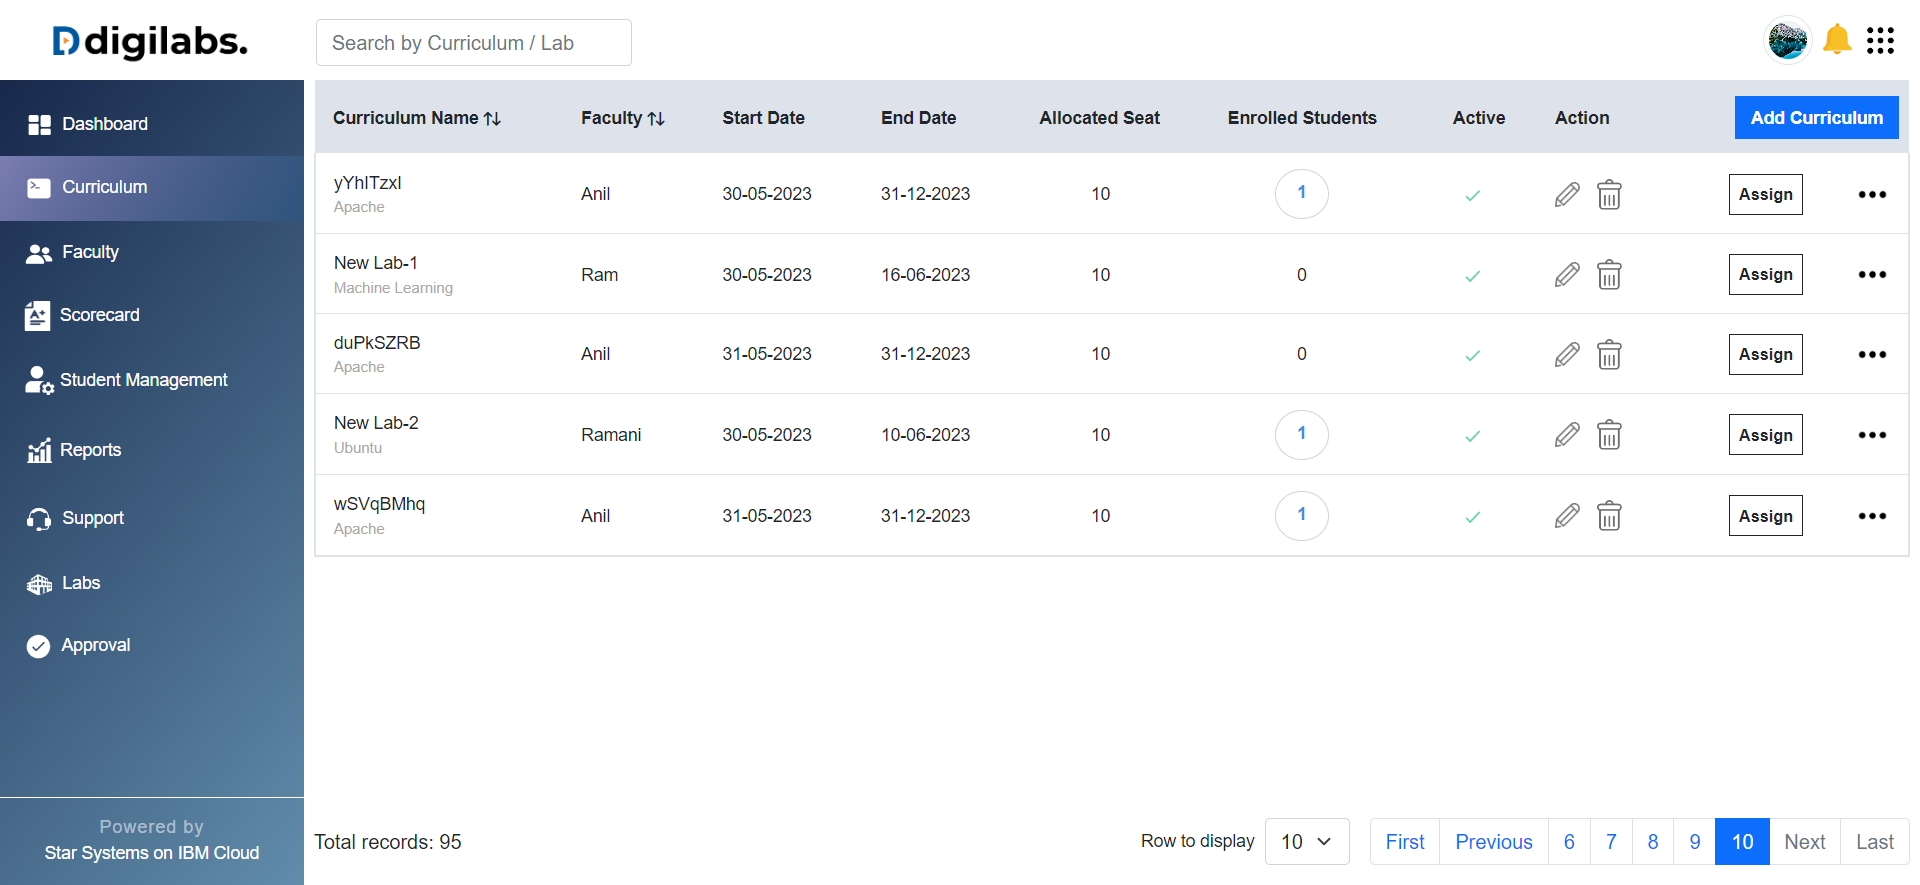 digilabs.
Search by Curriculum / Lab
Dashboard
Curriculum
Faculty
Scorecard
Student Management
Reports
Support
Labs
Approval
Powered by
Star Systems on IBM Cloud
Curriculum Name Faculty Start Date End Date Allocated Seat Enrolled Students Active Action Add Curriculum
yYhITzxI
Apache
Anil 30-05-2023 31-12-2023 10 1 Assign
New Lab-1
Machine Learning
Ram 30-05-2023 16-06-2023 10 0 Assign
duPkSZRB
Apache
Anil 31-05-2023 31-12-2023 10 0 Assign
New Lab-2
Ubuntu
Ramani 30-05-2023 10-06-2023 10 1 Assign
wSVqBMhq
Apache
Anil 31-05-2023 31-12-2023 10 1 Assign
Total records: 95
Row to display 10 First Previous 6 7 8 9 10 Next Last